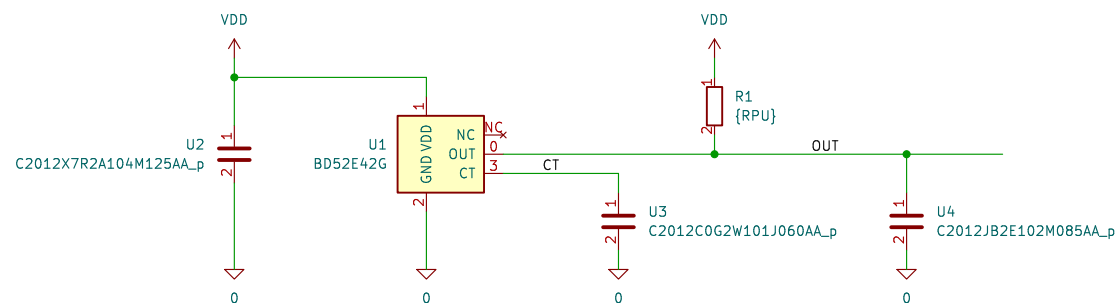 VDD
VDD
1
R1
{RPU}
2
1
U2
C2012X7R2A104M125AA_p
2
1
U1
BD52E42G
VDD
GND
NC
OUT
CT
NC
0
3
2
CT
OUT
1
2
U3
C2012C0G2W101J060AA_p
1
2
U4
C2012JB2E102M085AA_p
0
0
0
0